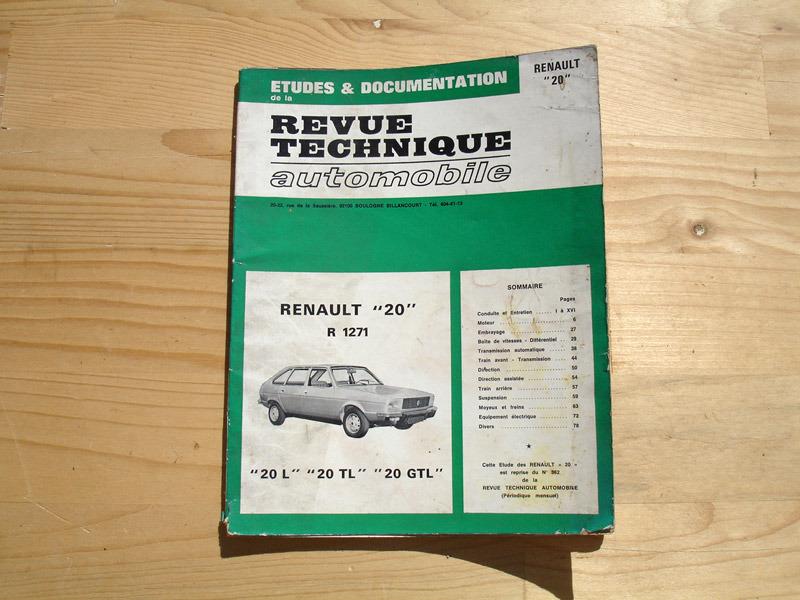 ETUDES & DOCUMENTATION
de la
RENAULT
"20"
REVUE
TECHNIQUE
automobile
20-22, rue de la Saussière, 92100 BOULOGNE BILLANCOURT - Tél. 604-81-13
RENAULT "20"
R 1271
"20 L" "20 TL" "20 GTL"
SOMMAIRE
Pages
Conduite et Entretien ...... I à XVI
Moteur ...... 6
Embrayage ...... 27
Boîte de vitesses - Différentiel ...... 29
Transmission automatique ...... 38
Train avant - Transmission ...... 44
Direction ...... 50
Direction assistée ...... 54
Train arrière ...... 57
Suspension ...... 59
Moyeux et freins ...... 63
Equipement électrique ...... 72
Divers ...... 78
★
Cette Etude des RENAULT « 20 »
est reprise du N° 362
de la
REVUE TECHNIQUE AUTOMOBILE
(Périodique mensuel)